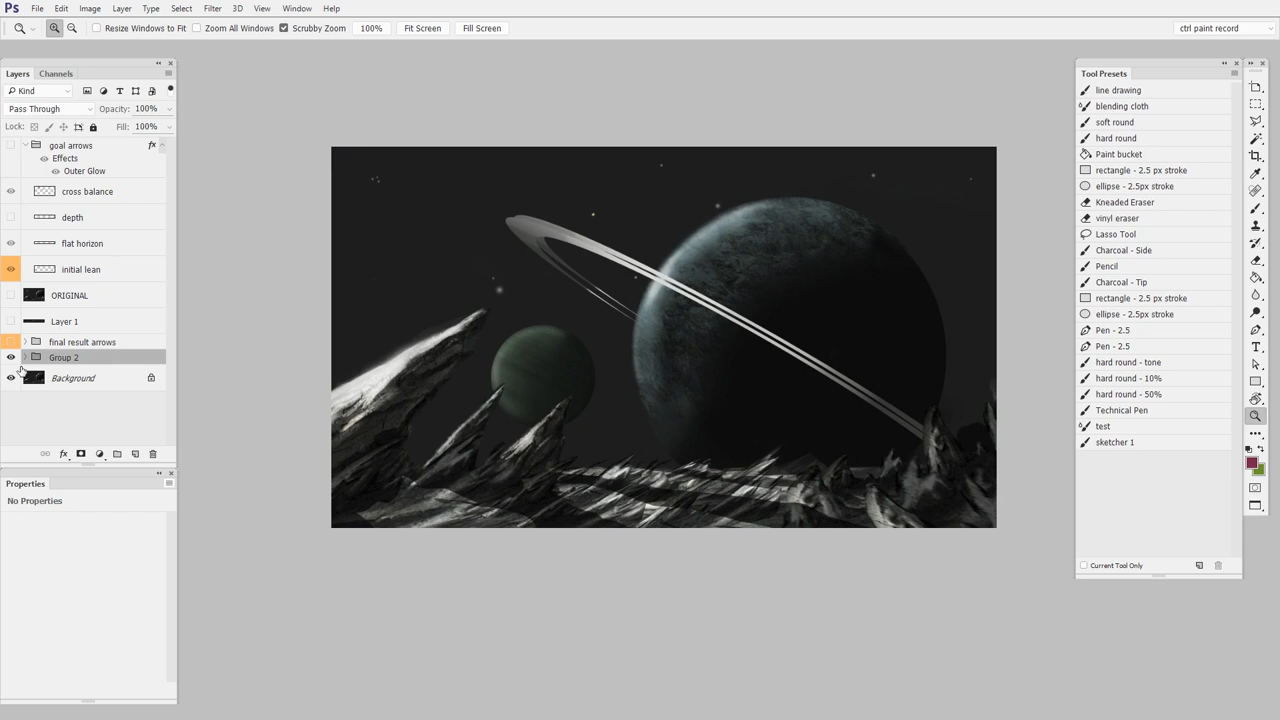 Ps File Edit Image Layer Type Select Filter 3D View Window Help
Resize Windows to Fit Zoom All Windows Scrubby Zoom 100% Fit Screen Fill Screen ctrl paint record
Layers Channels
Kind
Pass Through Opacity: 100%
Lock: Fill: 100%
goal arrows fx
Effects
Outer Glow
cross balance
depth
flat horizon
initial lean
ORIGINAL
Layer 1
final result arrows
Group 2
Background
fx
Properties
No Properties
Tool Presets
line drawing
blending cloth
soft round
hard round
Paint bucket
rectangle - 2.5 px stroke
ellipse - 2.5px stroke
Kneaded Eraser
vinyl eraser
Lasso Tool
Charcoal - Side
Pencil
Charcoal - Tip
rectangle - 2.5 px stroke
ellipse - 2.5px stroke
Pen - 2.5
Pen - 2.5
hard round - tone
hard round - 10%
hard round - 50%
Technical Pen
test
sketcher 1
Current Tool Only